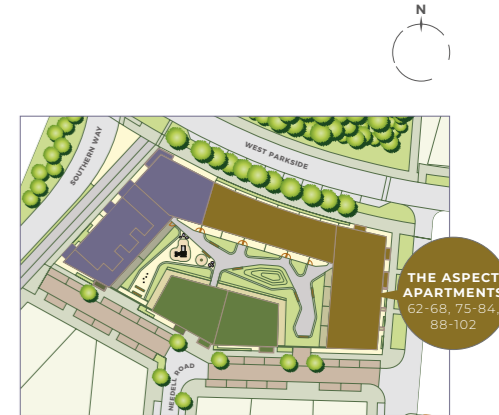 N
WEST PARKSIDE
SOUTHERN WAY
THE ASPECT
APARTMENTS
62-68, 75-84,
88-102
NEEDELL ROAD